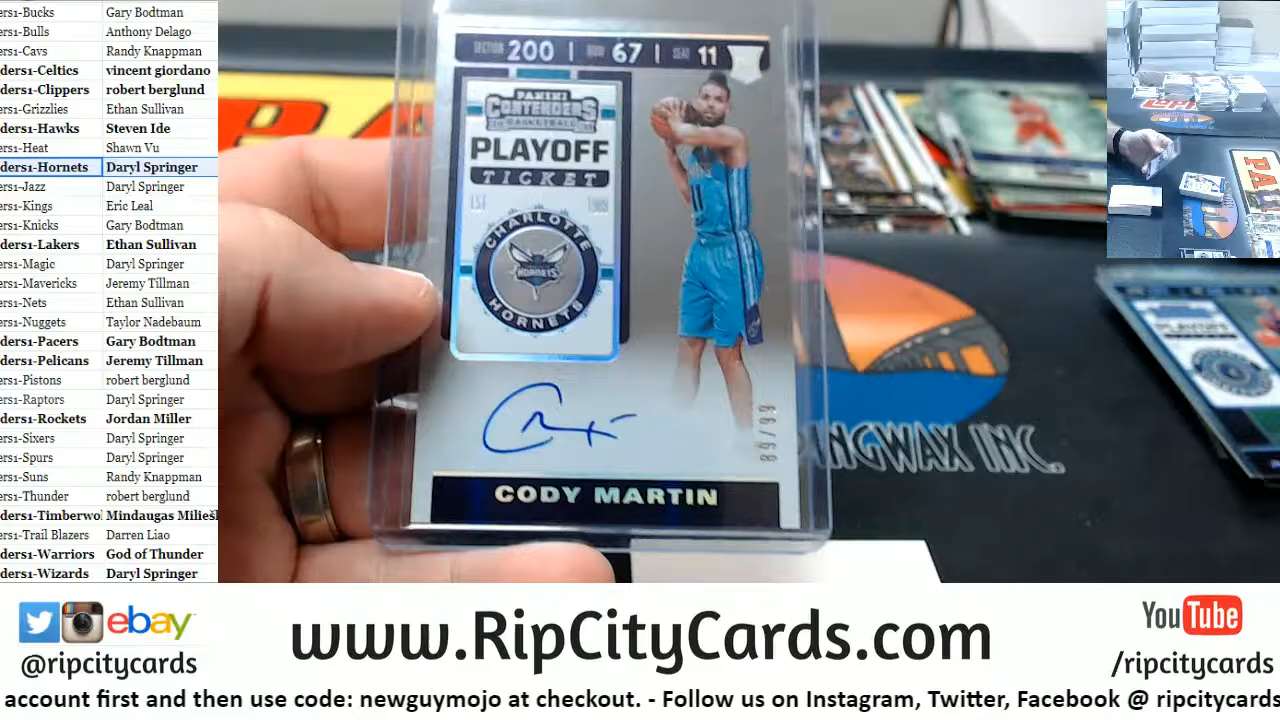 ers1-Bucks Gary Bodtman
ers1-Bulls Anthony Delago
ers1-Cavs Randy Knappman
ders1-Celtics vincent giordano
ders1-Clippers robert berglund
ers1-Grizzlies Ethan Sullivan
ders1-Hawks Steven Ide
ers1-Heat Shawn Vu
ders1-Hornets Daryl Springer
ers1-Jazz Daryl Springer
ers1-Kings Eric Leal
ers1-Knicks Gary Bodtman
ders1-Lakers Ethan Sullivan
ers1-Magic Daryl Springer
ers1-Mavericks Jeremy Tillman
ers1-Nets Ethan Sullivan
ers1-Nuggets Taylor Nadebaum
ders1-Pacers Gary Bodtman
ders1-Pelicans Jeremy Tillman
ers1-Pistons robert berglund
ers1-Raptors Daryl Springer
ders1-Rockets Jordan Miller
ers1-Sixers Daryl Springer
ers1-Spurs Daryl Springer
ers1-Suns Randy Knappman
ers1-Thunder robert berglund
ders1-Timberwol Mindaugas Milieš
ers1-Trail Blazers Darren Liao
ders1-Warriors God of Thunder
ders1-Wizards Daryl Springer
SECTION 200 | ROW 67 | SEAT 11
PANINI
CONTENDERS
BASKETBALL
PLAYOFF
TICKET
CHARLOTTE
HORNETS
HORNETS
11
CODY MARTIN
NGWAX INC.
PLAYOFF
ebay
@ripcitycards
www.RipCityCards.com
YouTube
/ripcitycards
account first and then use code: newguymojo at checkout. - Follow us on Instagram, Twitter, Facebook @ ripcitycards